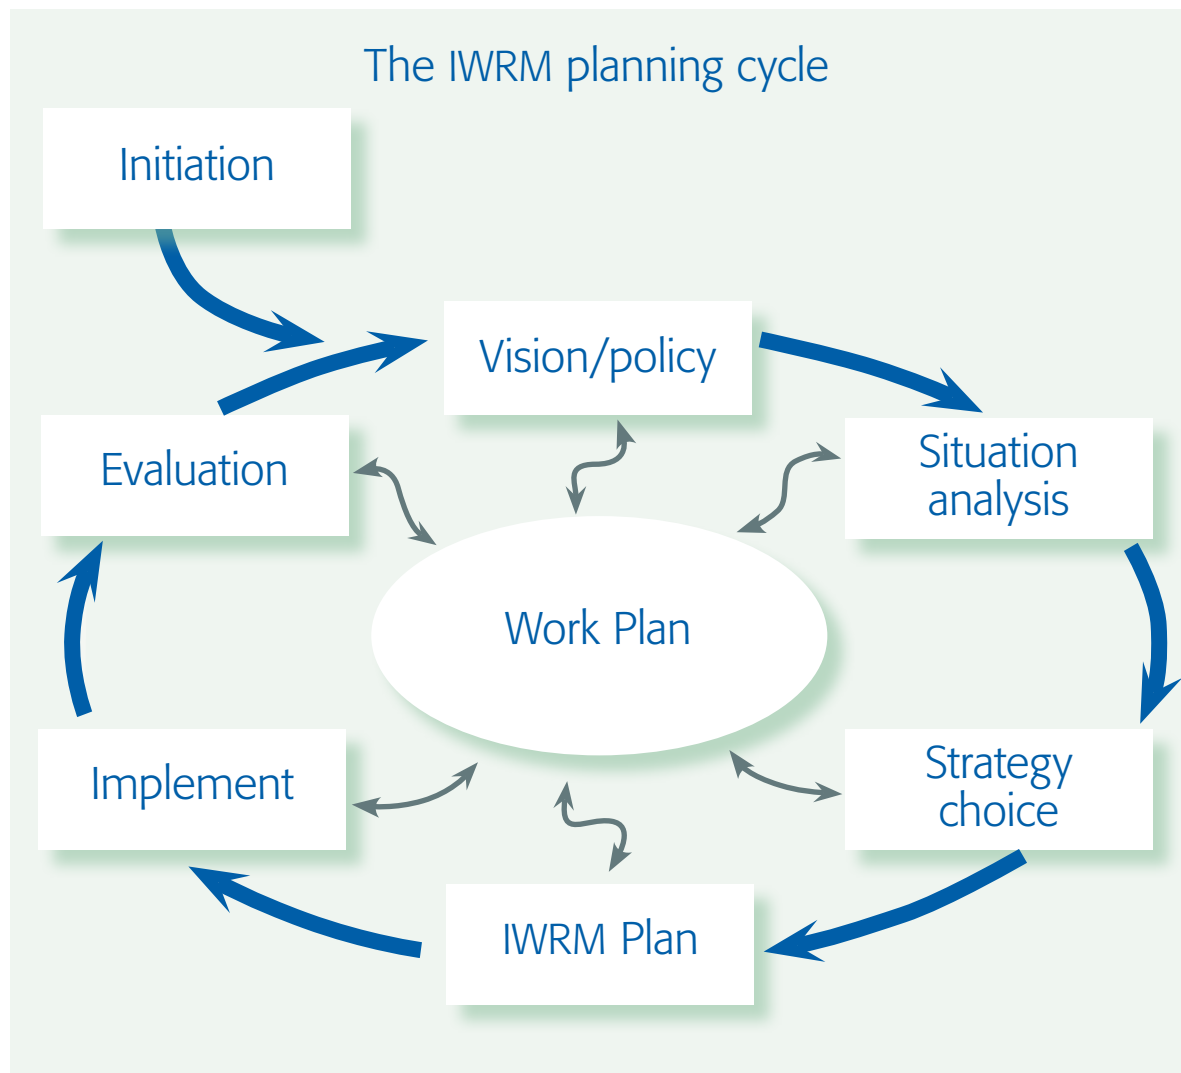 The IWRM planning cycle
Initiation
Vision/policy
Evaluation
Situation
analysis
Work Plan
Implement
Strategy
choice
IWRM Plan